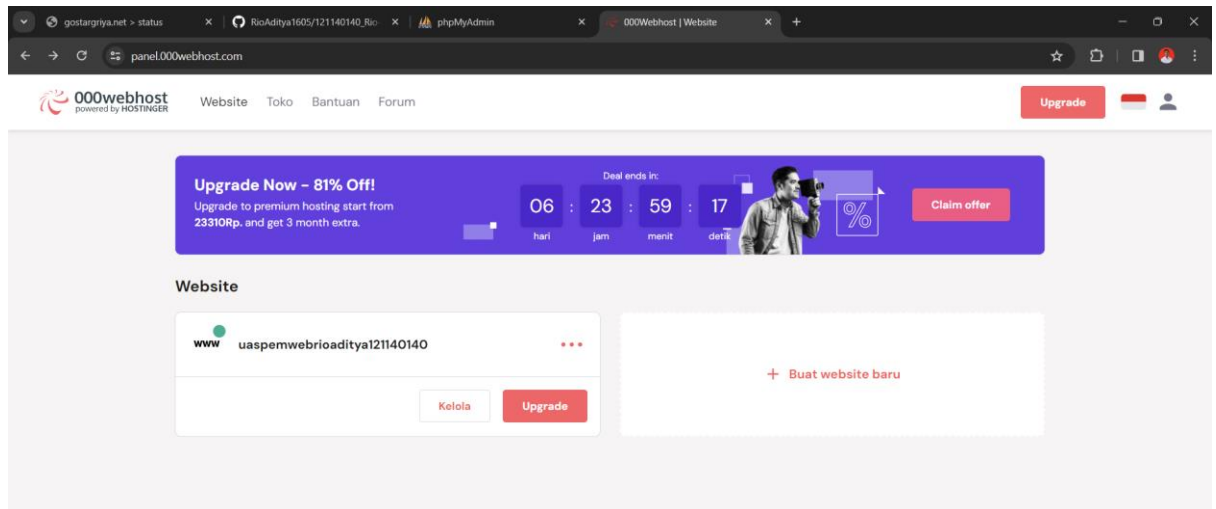 gostargriya.net > status
RioAditya1605/121140140_Rio
phpMyAdmin
000Webhost | Website
panel.000webhost.com
000webhost
powered by HOSTINGER
Website Toko Bantuan Forum
Upgrade
Upgrade Now - 81% Off!
Upgrade to premium hosting start from
23310Rp. and get 3 month extra.
Deal ends in:
06 : 23 : 59 : 17
hari jam menit detik
%
Claim offer
Website
www uaspemwebrioaditya121140140
Kelola Upgrade
+ Buat website baru